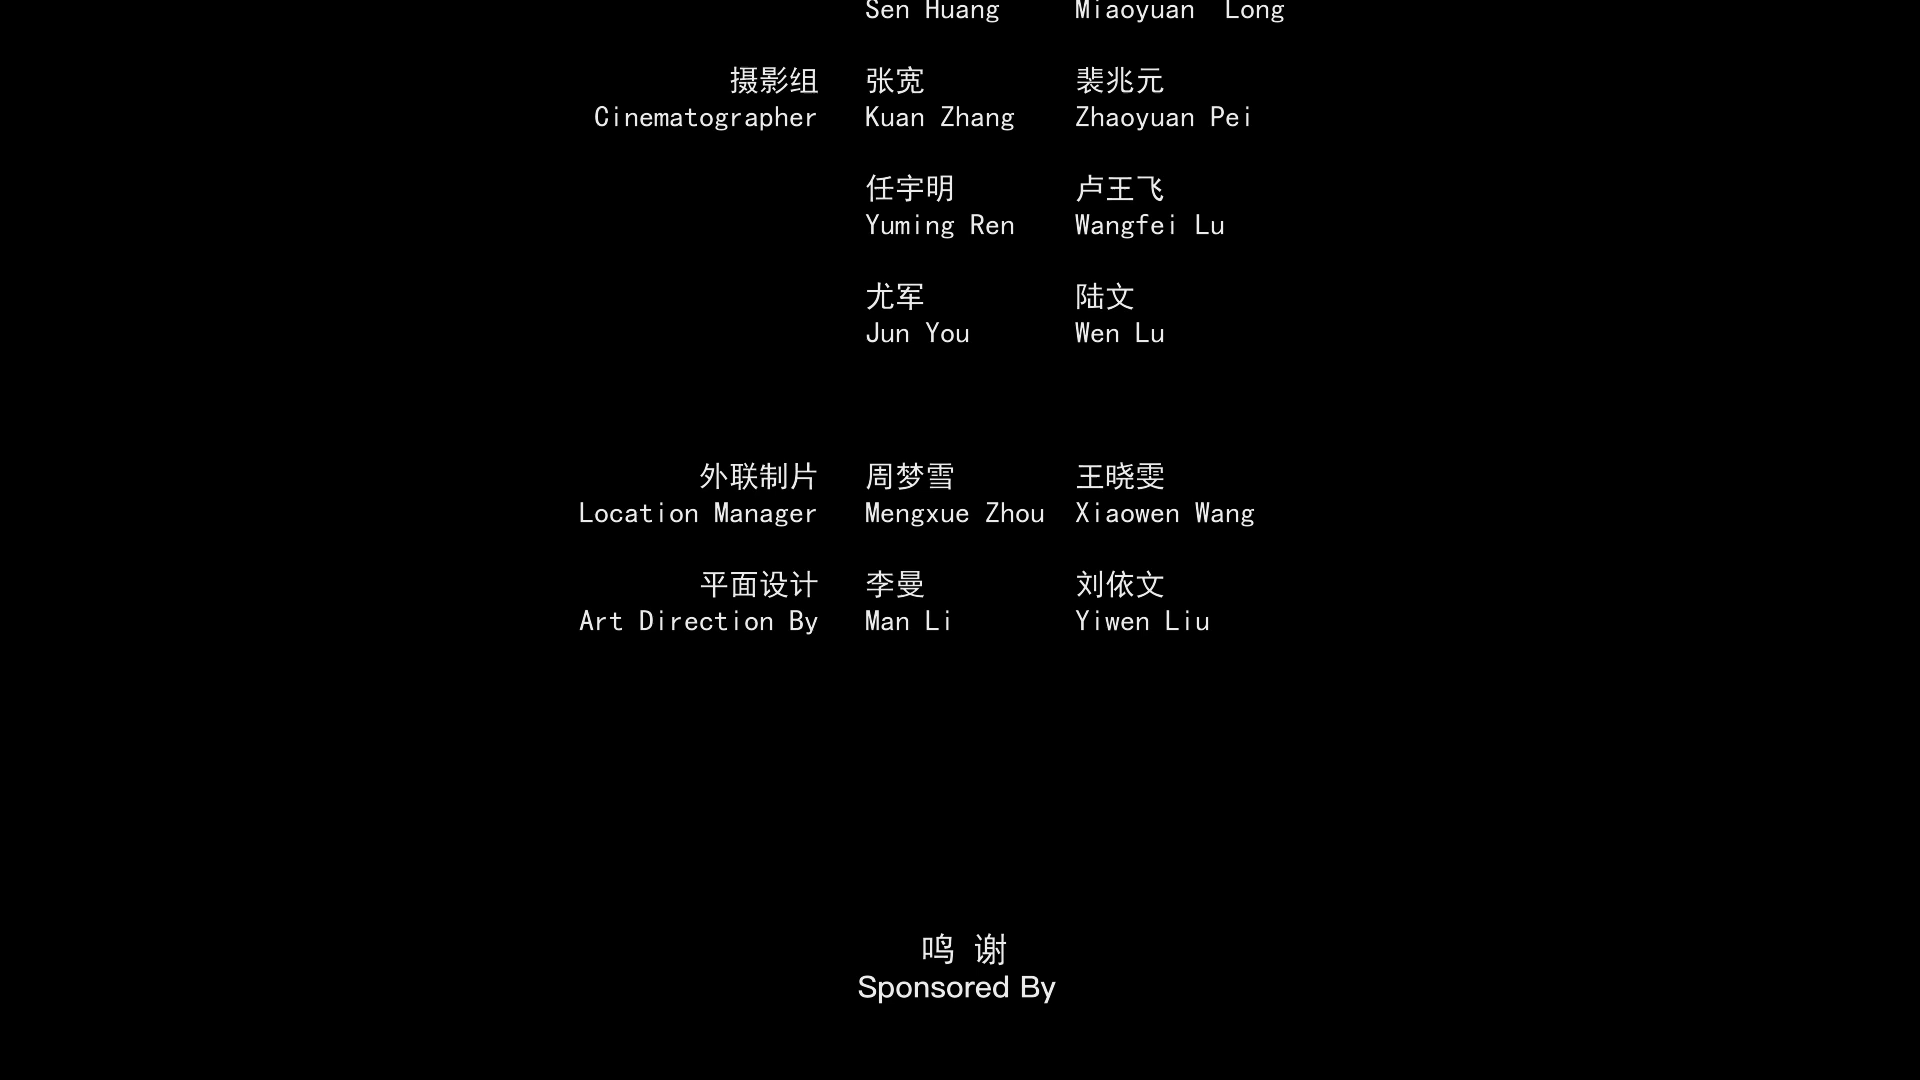 Sen Huang Miaoyuan Long
摄影组 张宽 裴兆元
Cinematographer Kuan Zhang Zhaoyuan Pei
任宇明 卢王飞
Yuming Ren Wangfei Lu
尤军 陆文
Jun You Wen Lu
外联制片 周梦雪 王晓雯
Location Manager Mengxue Zhou Xiaowen Wang
平面设计 李曼 刘依文
Art Direction By Man Li Yiwen Liu
鸣 谢
Sponsored By